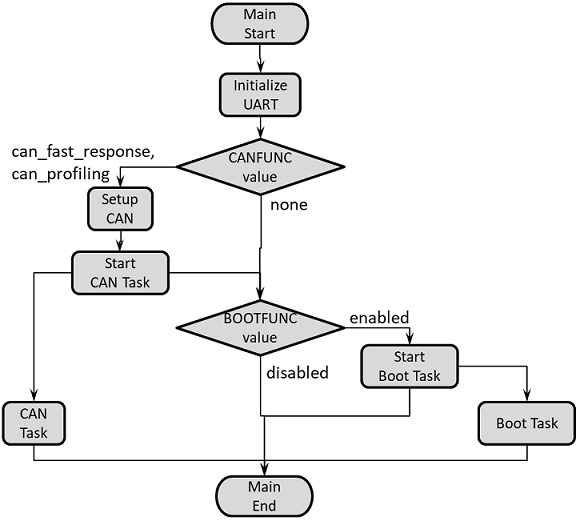 Main
Start
Initialize
UART
can_fast_response,
can_profiling
CANFUNC
value
none
Setup
CAN
Start
CAN Task
BOOTFUNC
value
enabled
disabled
Start
Boot Task
CAN
Task
Boot Task
Main
End